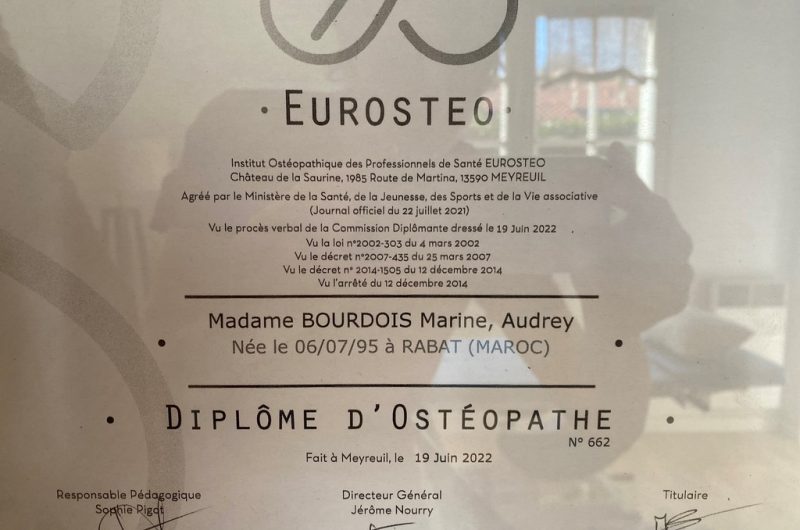 · EUROSTEO ·
Institut Ostéopathique des Professionnels de Santé EUROSTEO
Château de la Saurine, 1985 Route de Martina, 13590 MEYREUIL
Agréé par le Ministère de la Santé, de la Jeunesse, des Sports et de la Vie associative
(Journal officiel du 22 juillet 2021)
Vu le procès verbal de la Commission Diplômante dressé le 19 Juin 2022
Vu la loi n°2002-303 du 4 mars 2002
Vu le décret n°2007-435 du 25 mars 2007
Vu le décret n° 2014-1505 du 12 décembre 2014
Vu l'arrêté du 12 décembre 2014
Madame BOURDOIS Marine, Audrey
Née le 06/07/95 à RABAT (MAROC)
DIPLÔME D'OSTÉOPATHE
N° 662
Fait à Meyreuil, le 19 Juin 2022
Responsable Pédagogique Directeur Général Titulaire
Sophie Rigot Jérôme Nourry